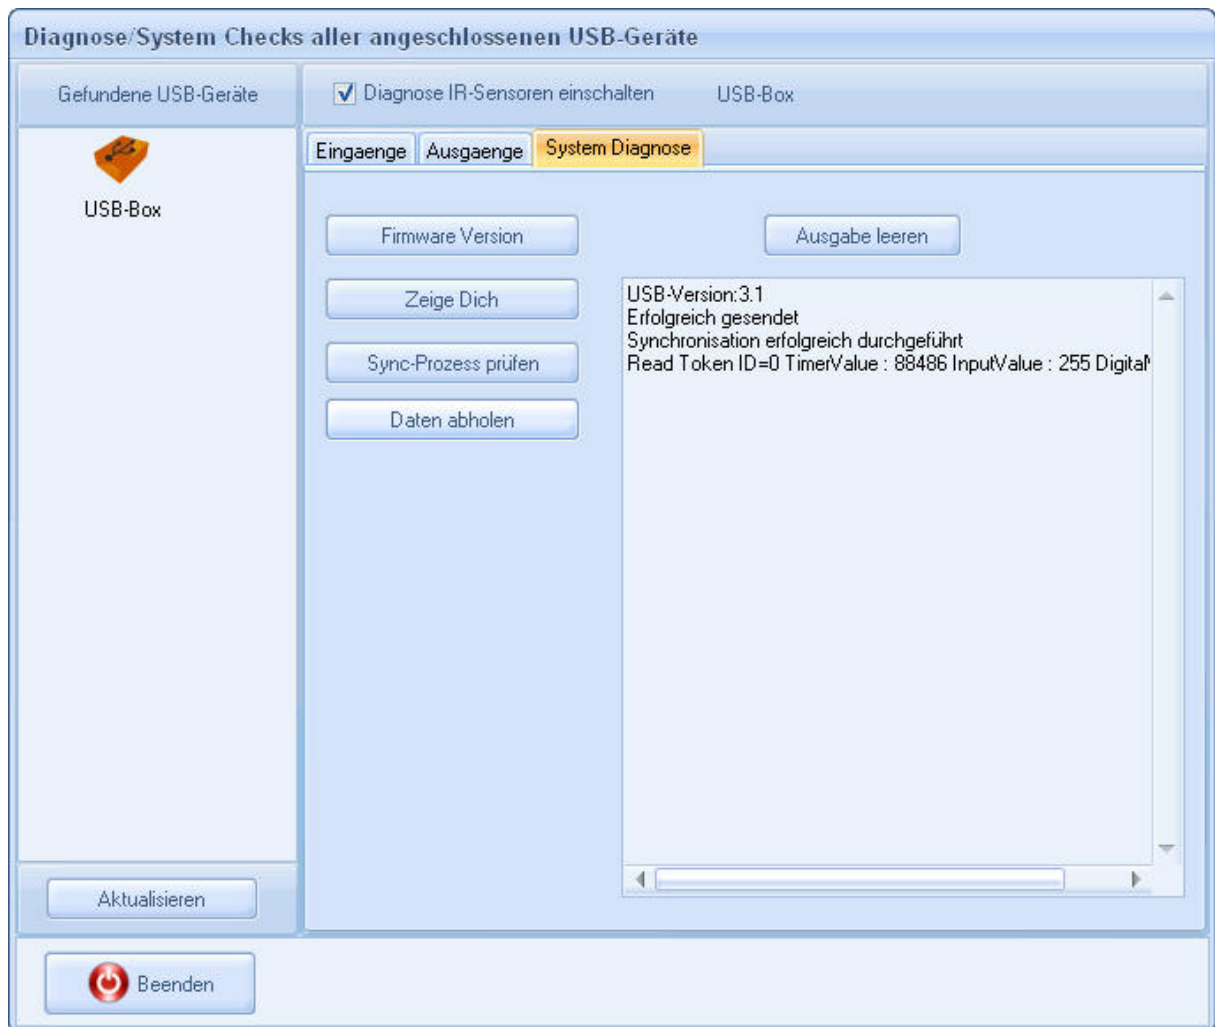 Diagnose/System Checks aller angeschlossenen USB-Geräte
Gefundene USB-Geräte
USB-Box
Aktualisieren
Diagnose IR-Sensoren einschalten
USB-Box
Eingaenge
Ausgaenge
System Diagnose
Firmware Version
Zeige Dich
Sync-Prozess prüfen
Daten abholen
Ausgabe leeren
USB-Version:3.1
Erfolgreich gesendet
Synchronisation erfolgreich durchgeführt
Read Token ID=0 TimerValue : 88486 InputValue : 255
Beenden